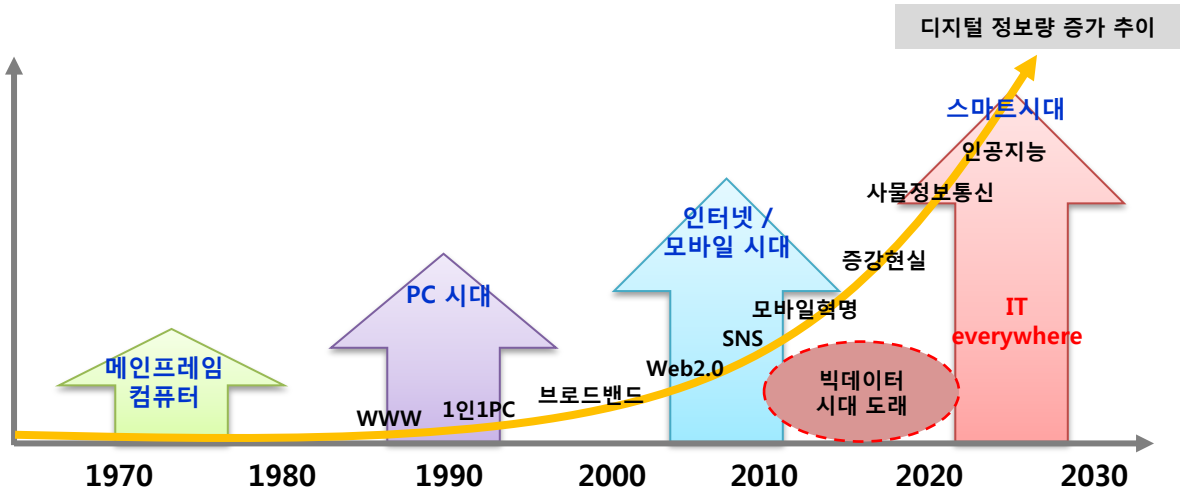 디지털 정보량 증가 추이
스마트시대
인공지능
사물정보통신
인터넷 /
모바일 시대
증강현실
PC 시대
모바일혁명
IT
everywhere
SNS
메인프레임
컴퓨터
Web2.0
빅데이터
시대 도래
브로드밴드
1인1PC
WWW
1970 1980 1990 2000 2010 2020 2030